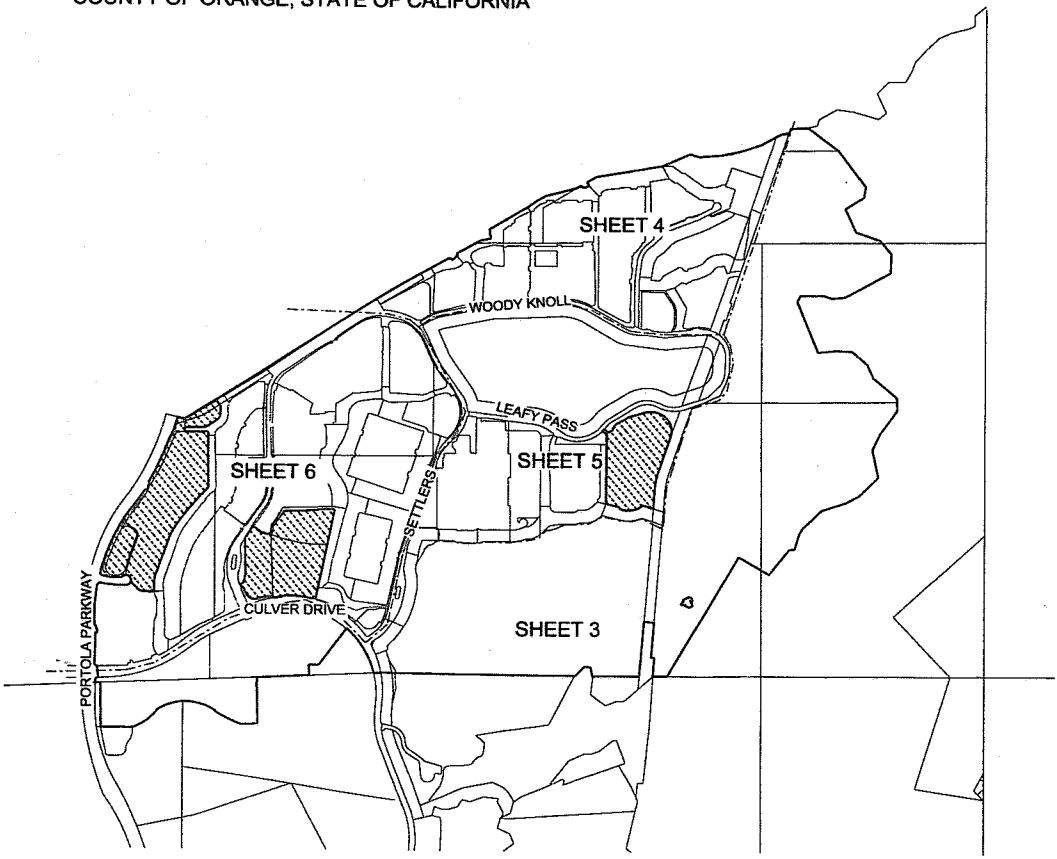 COUNTY OF ORANGE, STATE OF CALIFORNIA
SHEET 4
WOODY KNOLL
LEAFY PASS
SHEET 5
SHEET 6
SETTLERS
PORTOLA PARKWAY
CULVER DRIVE
SHEET 3